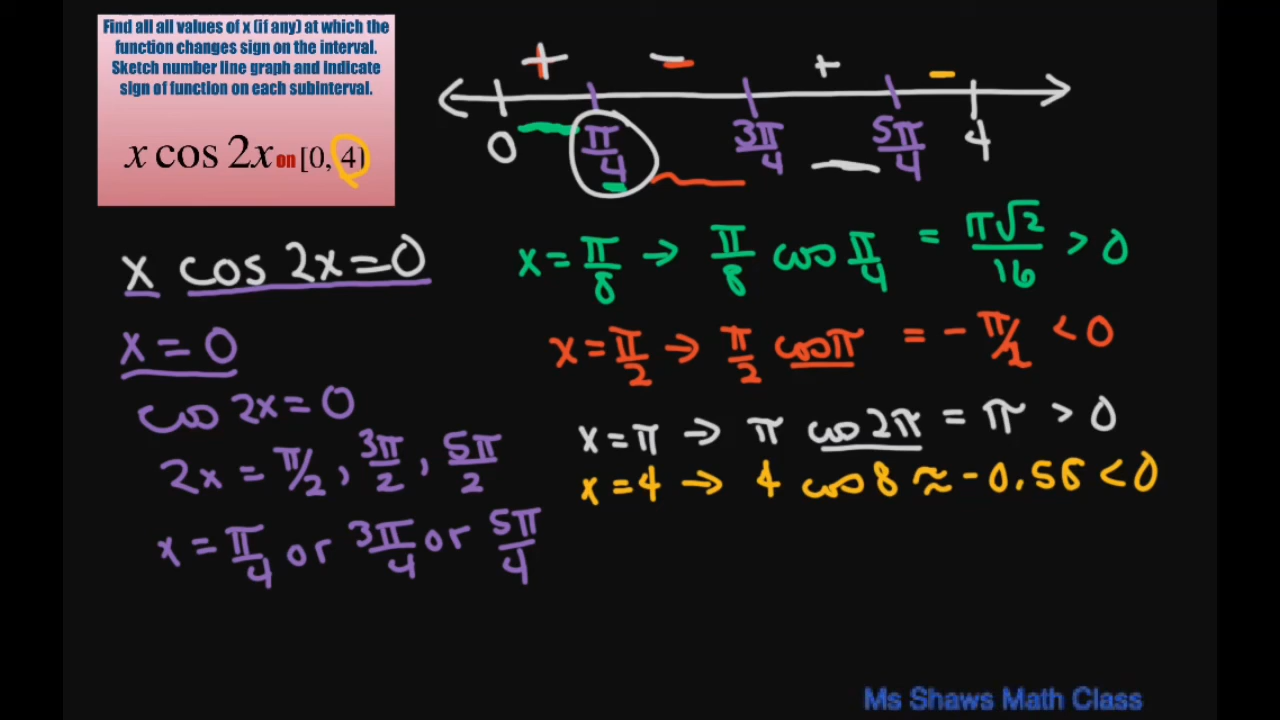 Find all all values of x (if any) at which the
function changes sign on the interval.
Sketch number line graph and indicate
sign of function on each subinterval.
x cos 2x on [0, 4)
+ − + −
0 π/4 3π/4 5π/4 4
x cos 2x = 0
x = 0
cos 2x = 0
2x = π/2, 3π/2, 5π/2
x = π/4 or 3π/4 or 5π/4
x = π/8 → π/8 cos π/4 = π√2/16 > 0
x = π/2 → π/2 cos π = − π/2 < 0
x = π → π cos 2π = π > 0
x = 4 → 4 cos 8 ≈ −0.58 < 0
Ms Shaws Math Class